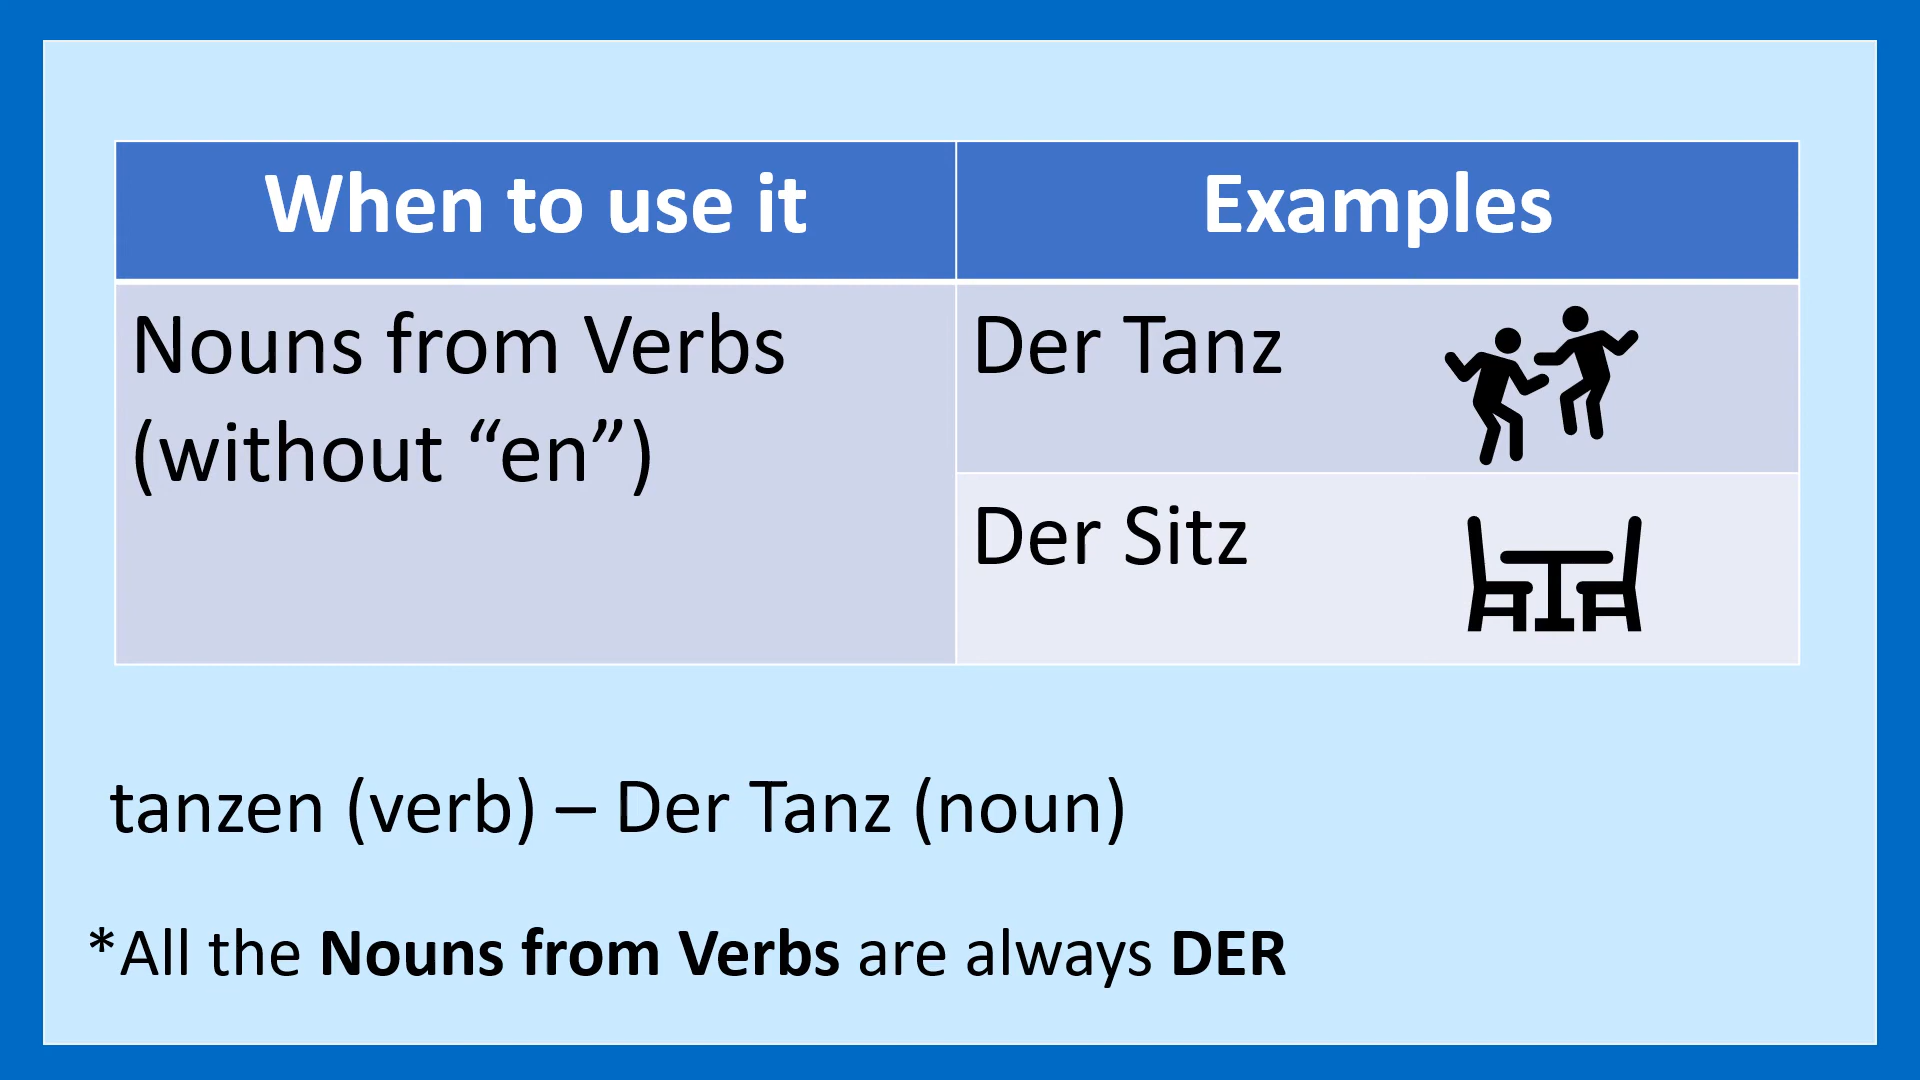 When to use it
Examples
Nouns from Verbs
(without “en”)
Der Tanz
Der Sitz
tanzen (verb) – Der Tanz (noun)
*All the Nouns from Verbs are always DER